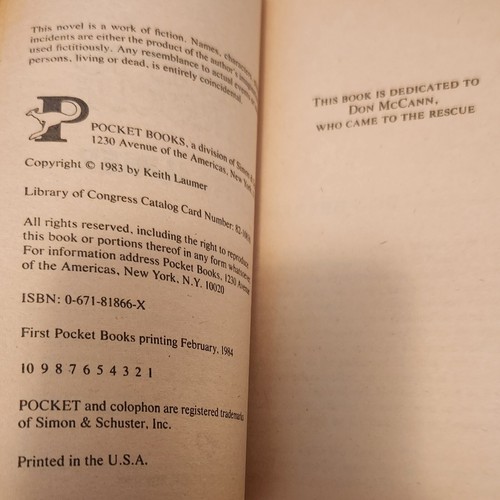 This novel is a work of fiction. Names,
incidents are either the product of the author's
used fictitiously. Any resemblance to actual
persons, living or dead, is entirely coincidental.
P
POCKET BOOKS, a division of
1230 Avenue of the Americas, New York,
Copyright © 1983 by Keith Laumer
Library of Congress Catalog Card Number:
All rights reserved, including the right to reproduce
this book or portions thereof in any form whatsoever.
For information address Pocket Books, 1230 Avenue
of the Americas, New York, N.Y. 10020
ISBN: 0-671-81866-X
First Pocket Books printing February, 1984
10 9 8 7 6 5 4 3 2 1
POCKET and colophon are registered trademarks
of Simon & Schuster, Inc.
Printed in the U.S.A.
THIS BOOK IS DEDICATED TO
DON MCCANN,
WHO CAME TO THE RESCUE